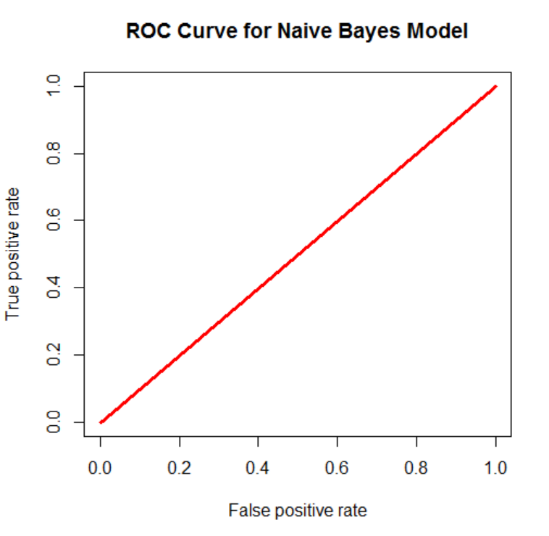 ROC Curve for Naive Bayes Model
True positive rate
1.0
0.8
0.6
0.4
0.2
0.0
0.0 0.2 0.4 0.6 0.8 1.0
False positive rate